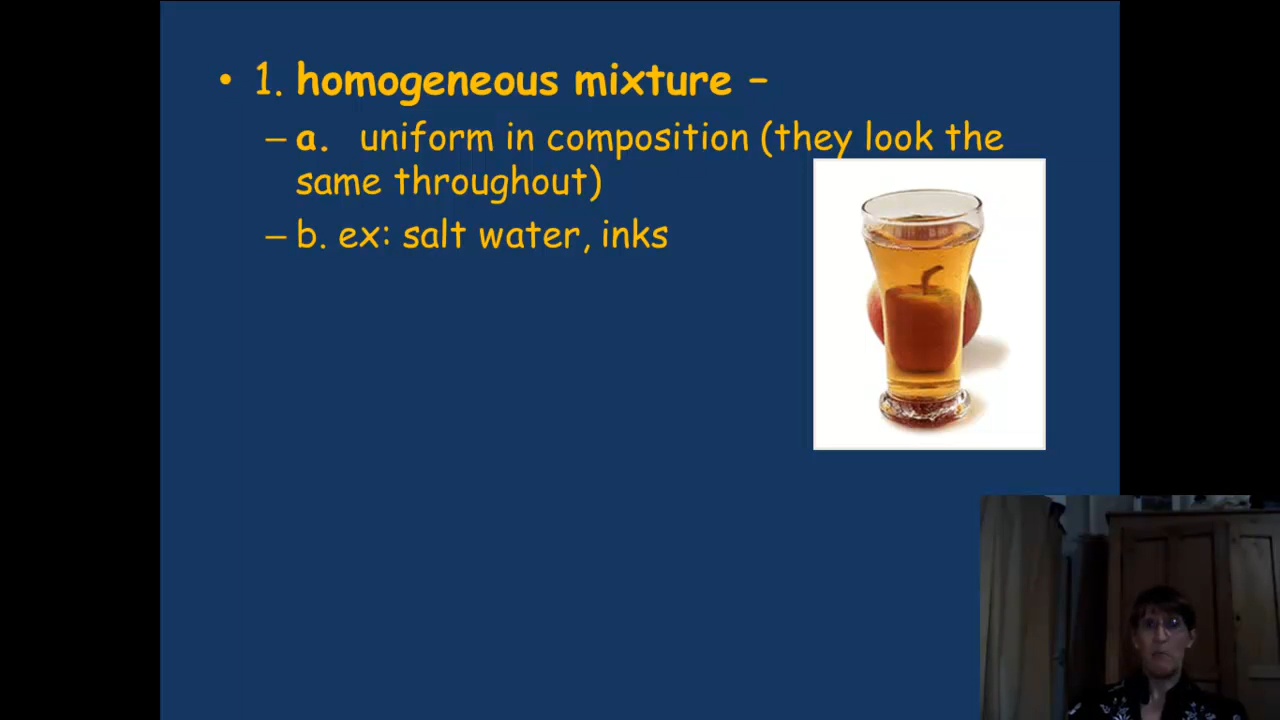 • 1. homogeneous mixture –
– a. uniform in composition (they look the
same throughout)
– b. ex: salt water, inks